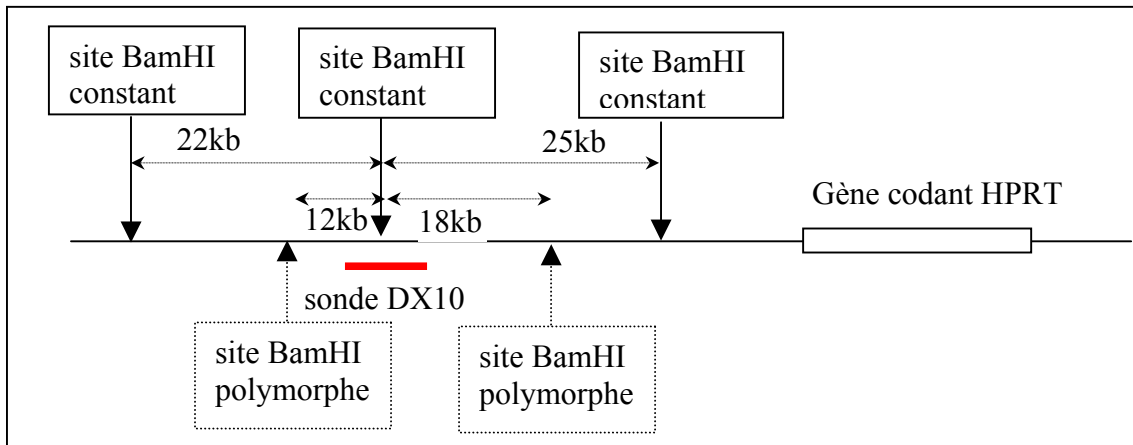 site BamHI
constant
site BamHI
constant
site BamHI
constant
22kb
25kb
12kb
18kb
Gène codant HPRT
sonde DX10
site BamHI
polymorphe
site BamHI
polymorphe